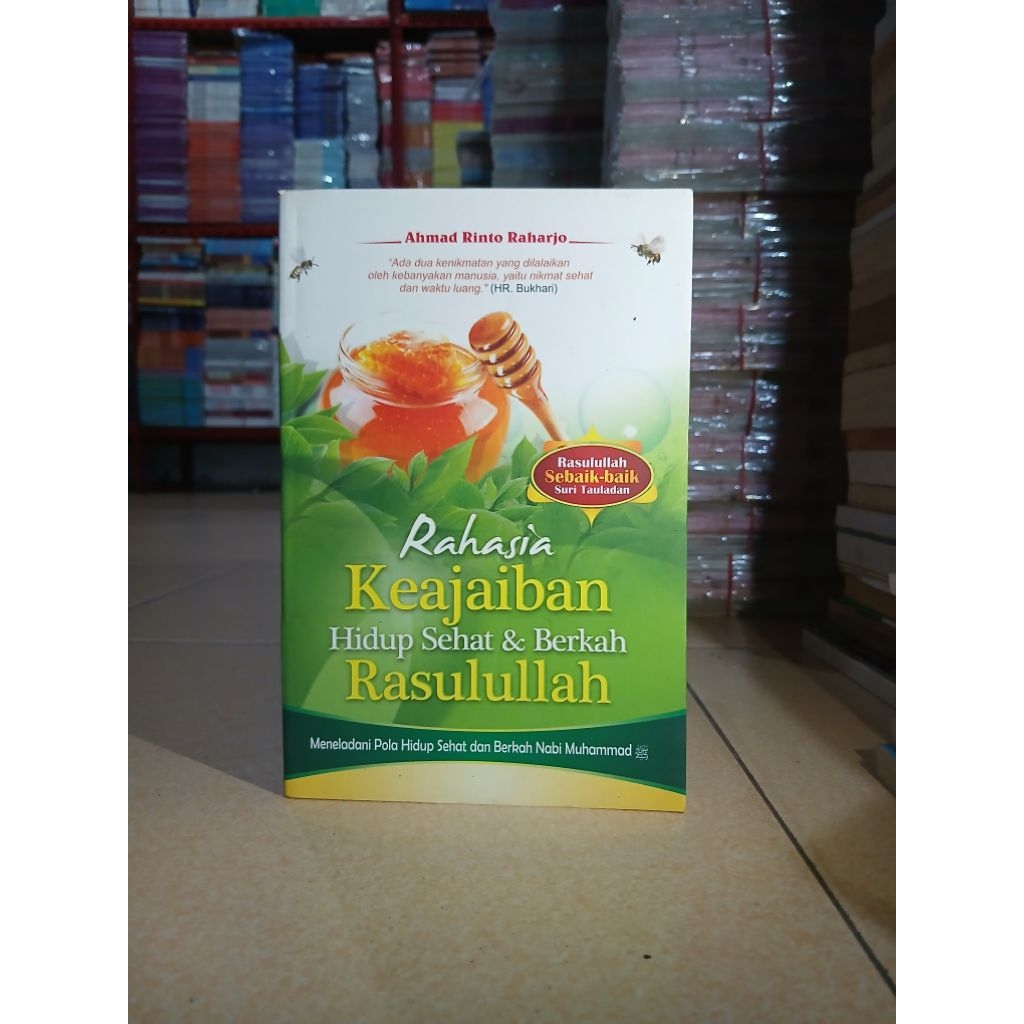 Ahmad Rinto Raharjo
"Ada dua kenikmatan yang dilalaikan
oleh kebanyakan manusia, yaitu nikmat sehat
dan waktu luang." (HR. Bukhari)
Rasulullah
Sebaik-baik
Suri Tauladan
Rahasia
Keajaiban
Hidup Sehat & Berkah
Rasulullah
Meneladani Pola Hidup Sehat dan Berkah Nabi Muhammad ﷺ